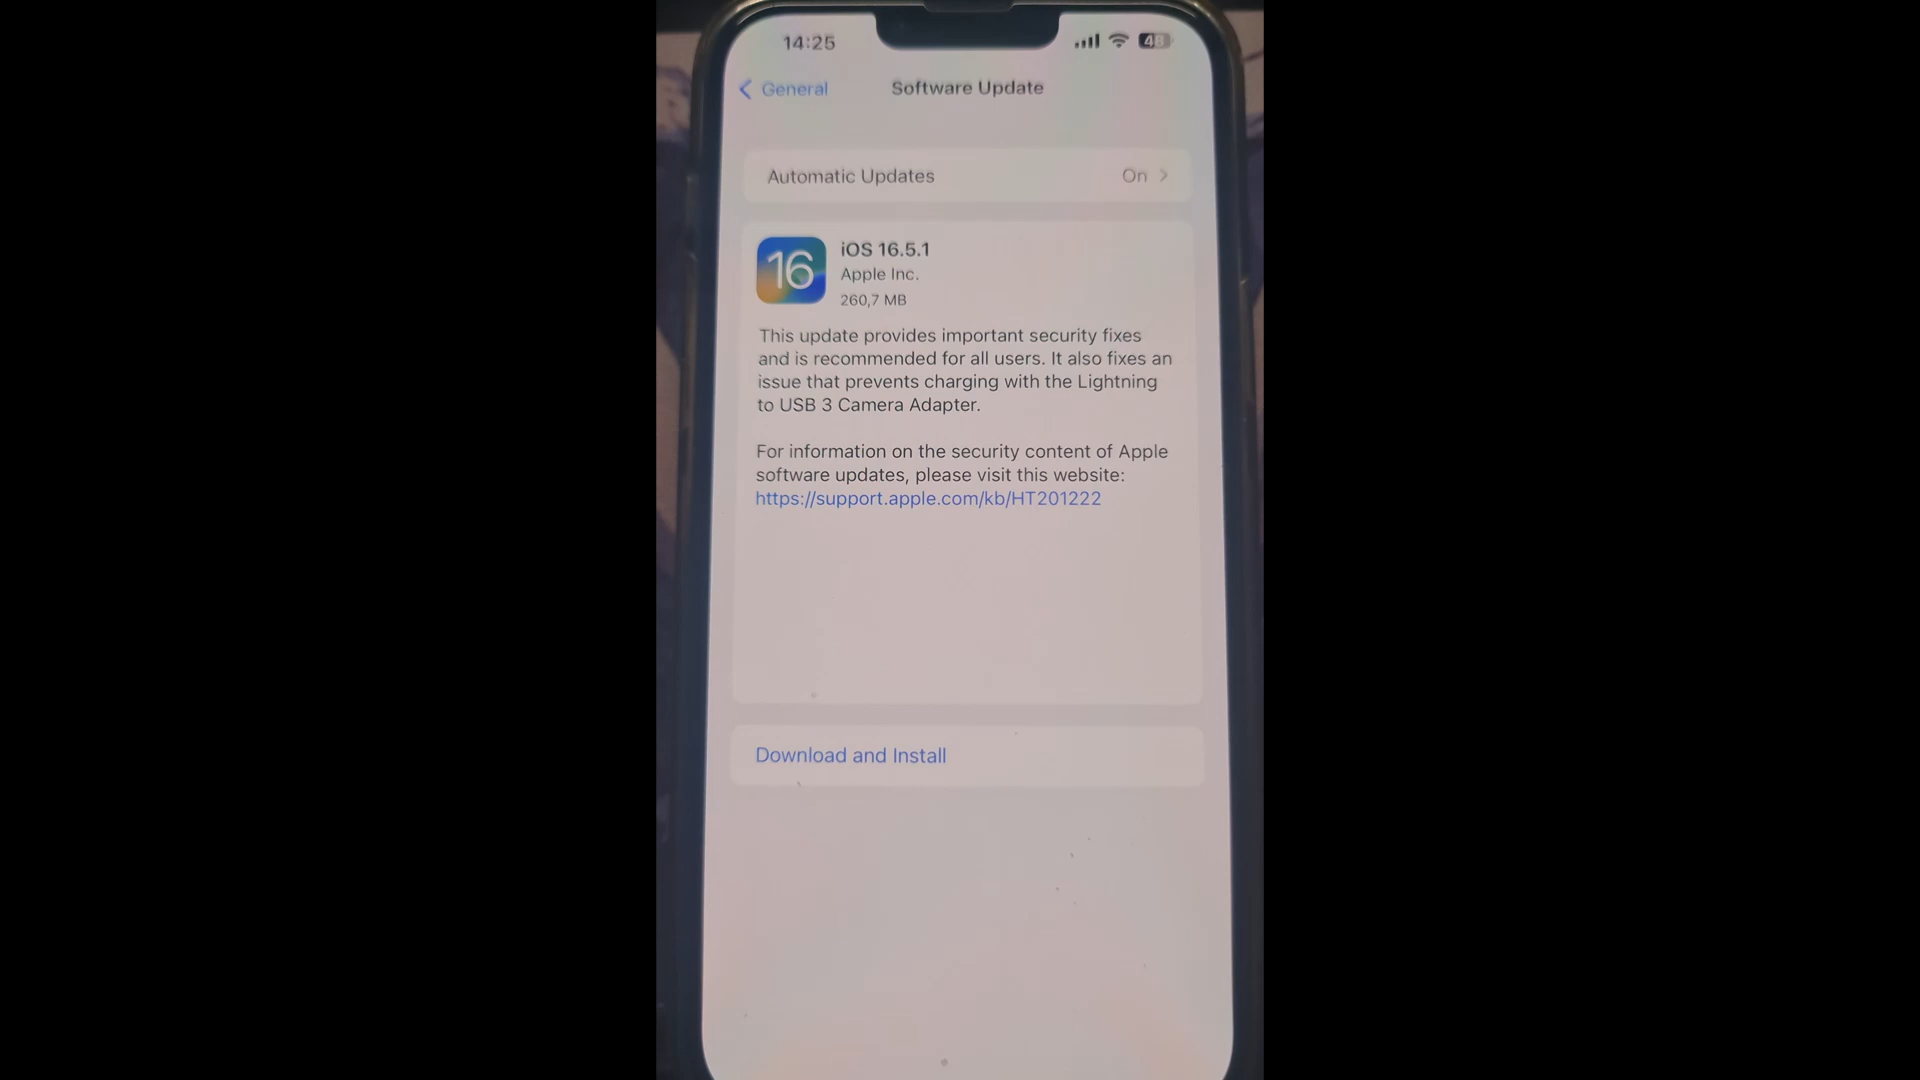 14:25
General
Software Update
Automatic Updates
On
16
iOS 16.5.1
Apple Inc.
260,7 MB
This update provides important security fixes
and is recommended for all users. It also fixes an
issue that prevents charging with the Lightning
to USB 3 Camera Adapter.
For information on the security content of Apple
software updates, please visit this website:
https://support.apple.com/kb/HT201222
Download and Install